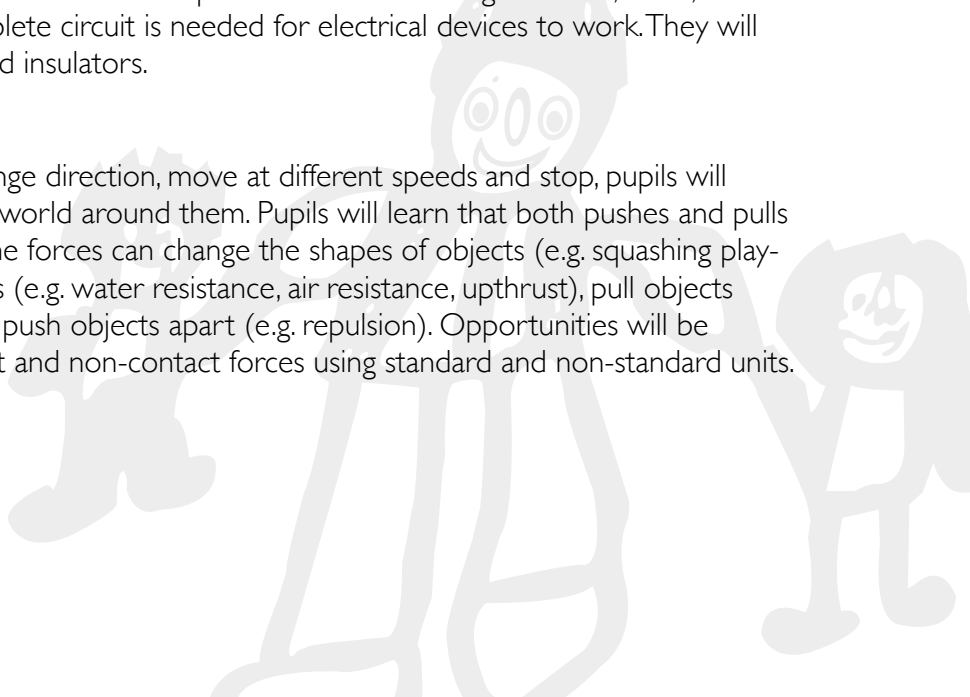 plete circuit is needed for electrical devices to work. They will
d insulators.
nge direction, move at different speeds and stop, pupils will
world around them. Pupils will learn that both pushes and pulls
ne forces can change the shapes of objects (e.g. squashing play-
s (e.g. water resistance, air resistance, upthrust), pull objects
push objects apart (e.g. repulsion). Opportunities will be
t and non-contact forces using standard and non-standard units.